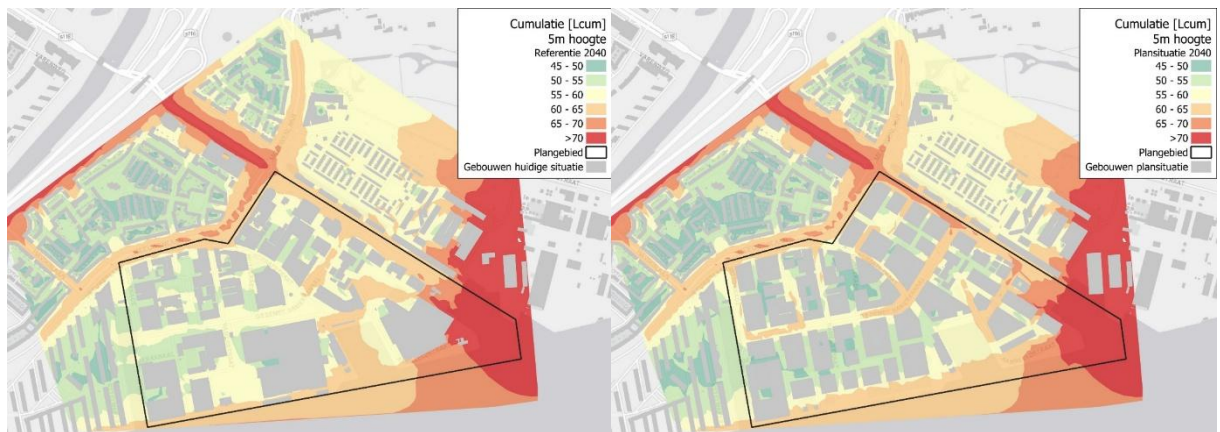 Cumulatie [Lcum]
5m hoogte
Referentie 2040
45 - 50
50 - 55
55 - 60
60 - 65
65 - 70
>70
Plangebied
Gebouwen huidige situatie
Cumulatie [Lcum]
5m hoogte
Plansituatie 2040
45 - 50
50 - 55
55 - 60
60 - 65
65 - 70
>70
Plangebied
Gebouwen plansituatie